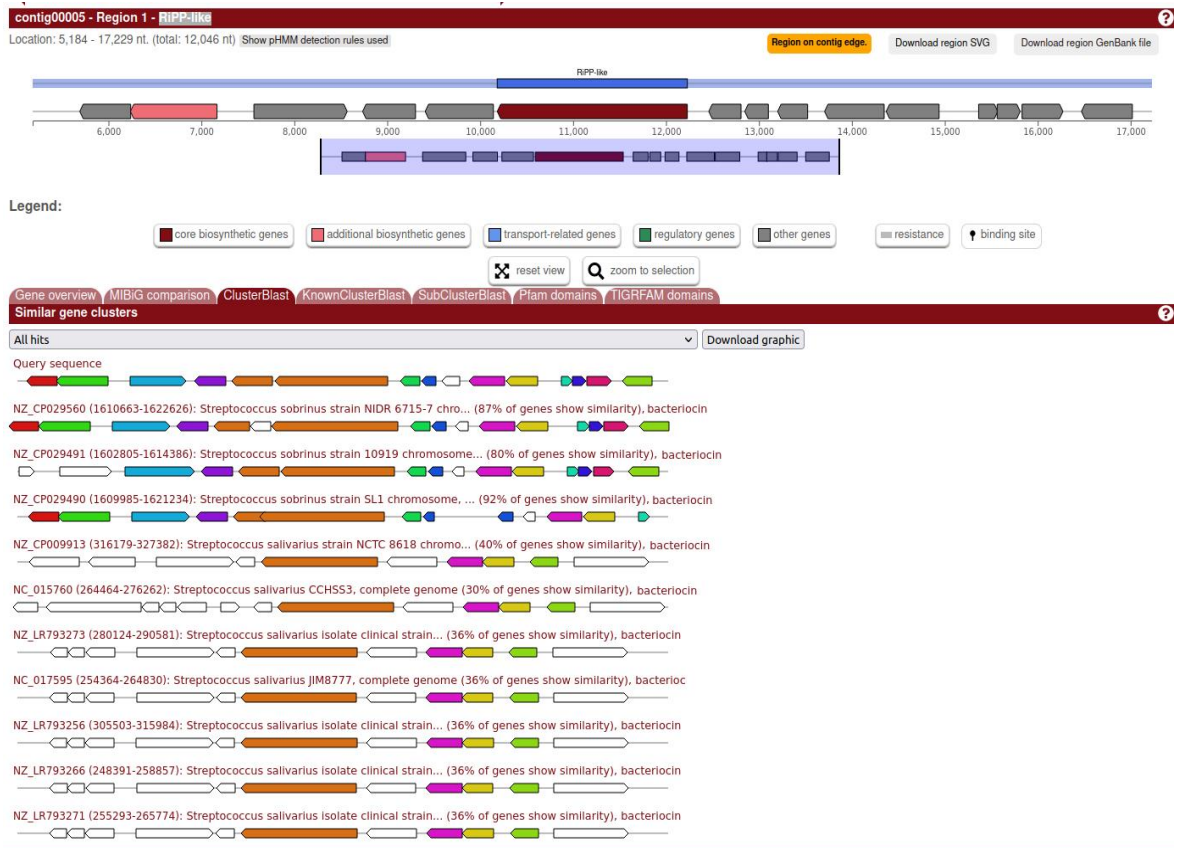 contig00005 - Region 1 - RiPP-like
Location: 5,184 - 17,229 nt. (total: 12,046 nt) Show pHMM detection rules used
Region on contig edge. Download region SVG Download region GenBank file
RiPP-like
6,000 7,000 8,000 9,000 10,000 11,000 12,000 13,000 14,000 15,000 16,000 17,000
Legend:
core biosynthetic genes additional biosynthetic genes transport-related genes regulatory genes other genes resistance binding site
reset view zoom to selection
Gene overview MIBiG comparison ClusterBlast KnownClusterBlast SubClusterBlast Pfam domains TIGRFAM domains
Similar gene clusters ?
All hits Download graphic
Query sequence
NZ_CP029560 (1610663-1622626): Streptococcus sobrinus strain NIDR 6715-7 chro... (87% of genes show similarity), bacteriocin
NZ_CP029491 (1602805-1614386): Streptococcus sobrinus strain 10919 chromosome... (80% of genes show similarity), bacteriocin
NZ_CP029490 (1609985-1621234): Streptococcus sobrinus strain SL1 chromosome, ... (92% of genes show similarity), bacteriocin
NZ_CP009913 (316179-327382): Streptococcus salivarius strain NCTC 8618 chromo... (40% of genes show similarity), bacteriocin
NC_015760 (264464-276262): Streptococcus salivarius CCHSS3, complete genome (30% of genes show similarity), bacteriocin
NZ_LR793273 (280124-290581): Streptococcus salivarius isolate clinical strain... (36% of genes show similarity), bacteriocin
NC_017595 (254364-264830): Streptococcus salivarius JIM8777, complete genome (36% of genes show similarity), bacterioc
NZ_LR793256 (305503-315984): Streptococcus salivarius isolate clinical strain... (36% of genes show similarity), bacteriocin
NZ_LR793266 (248391-258857): Streptococcus salivarius isolate clinical strain... (36% of genes show similarity), bacteriocin
NZ_LR793271 (255293-265774): Streptococcus salivarius isolate clinical strain... (36% of genes show similarity), bacteriocin